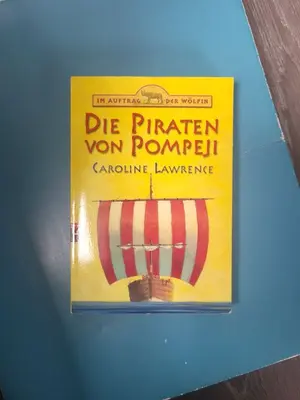 IM AUFTRAG DER WÖLFIN
DIE PIRATEN
VON POMPEJI
CAROLINE LAWRENCE